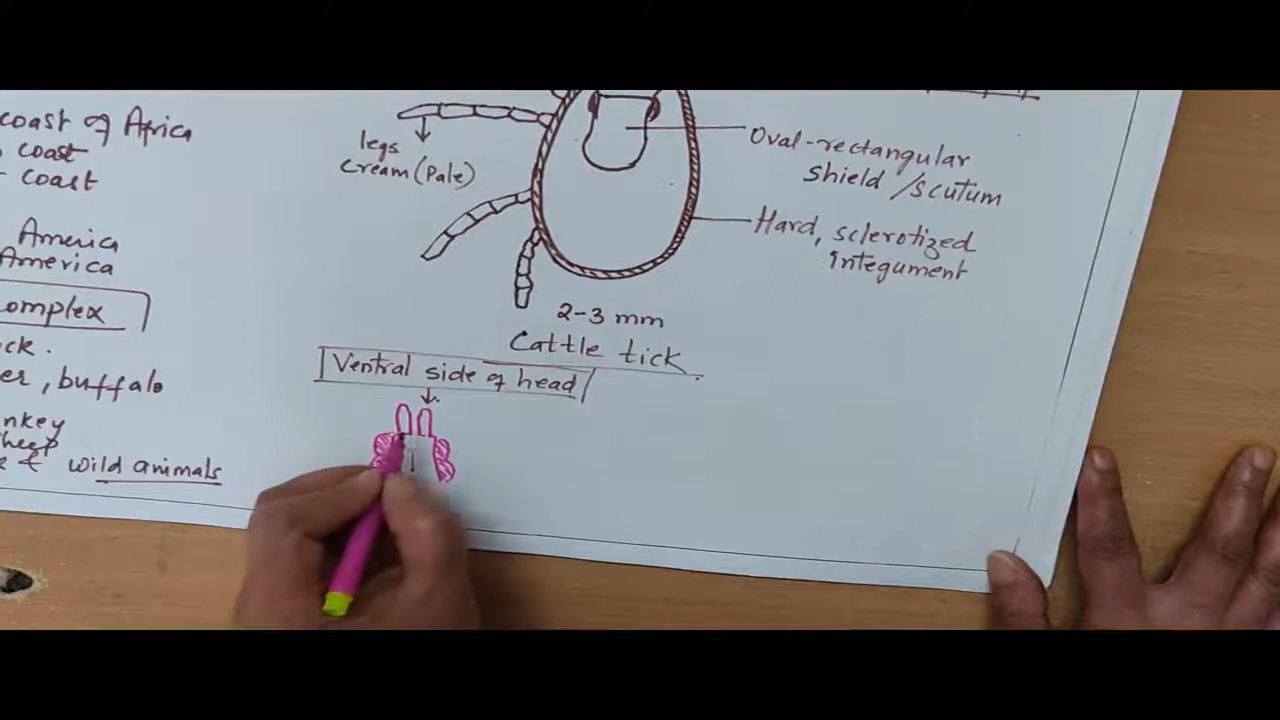 coast of Africa
coast
coast
America
America
omplex
ck.
er, buffalo
nkey
heep
& wild animals
legs
cream (Pale)
Oval-rectangular
shield /scutum
Hard, sclerotized
integument
2-3 mm
Cattle tick
Ventral side of head